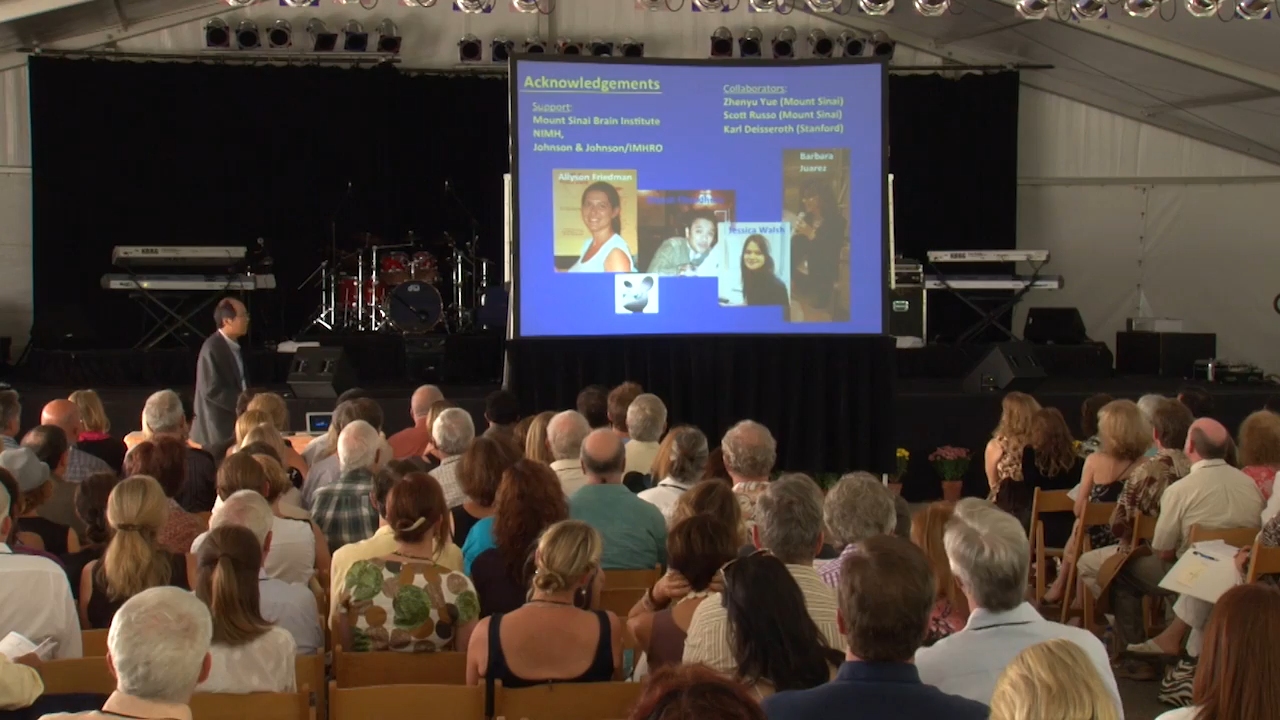 Acknowledgements
Support:
Mount Sinai Brain Institute
NIMH,
Johnson & Johnson/IMHRO
Collaborators:
Zhenyu Yue (Mount Sinai)
Scott Russo (Mount Sinai)
Karl Deisseroth (Stanford)
Allyson Friedman
Jessica Walsh
Barbara
Juarez
KORG
KORG